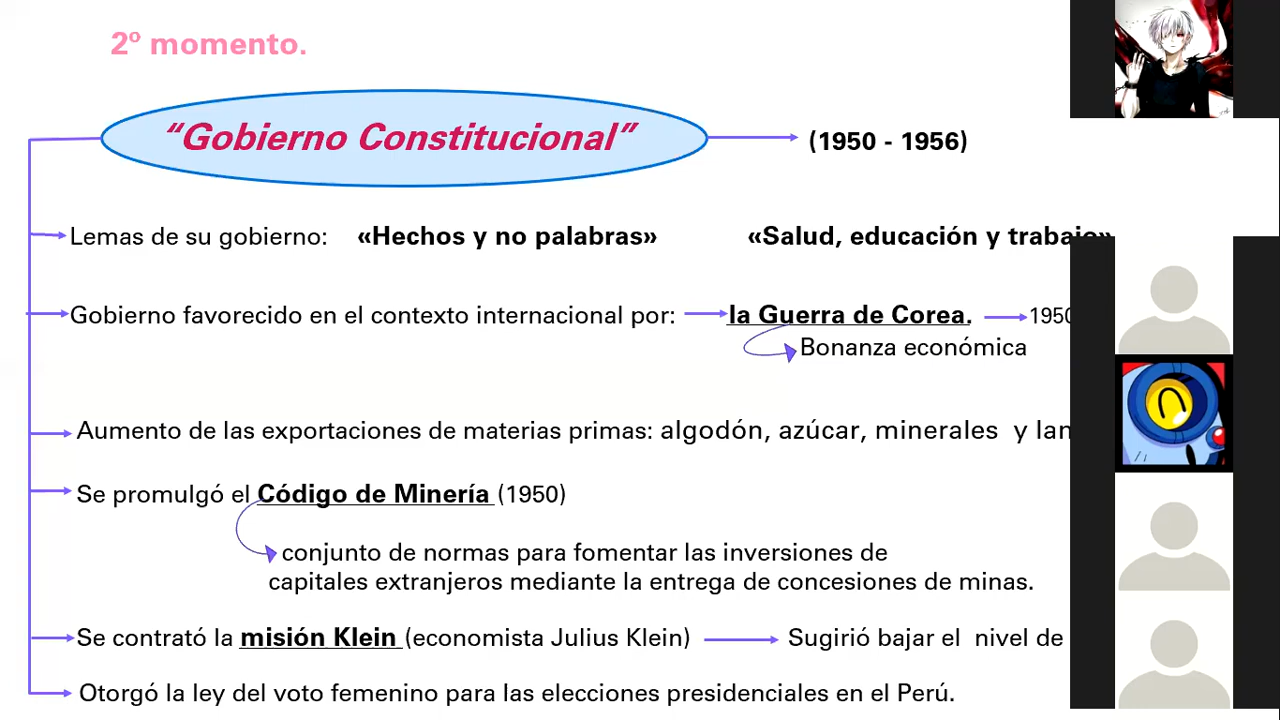 2º momento.
“Gobierno Constitucional”
(1950 - 1956)
Lemas de su gobierno: «Hechos y no palabras» «Salud, educación y trabajo»
Gobierno favorecido en el contexto internacional por: la Guerra de Corea. 1950
Bonanza económica
Aumento de las exportaciones de materias primas: algodón, azúcar, minerales y
Se promulgó el Código de Minería (1950)
conjunto de normas para fomentar las inversiones de
capitales extranjeros mediante la entrega de concesiones de minas.
Se contrató la misión Klein (economista Julius Klein) Sugirió bajar el nivel de
Otorgó la ley del voto femenino para las elecciones presidenciales en el Perú.